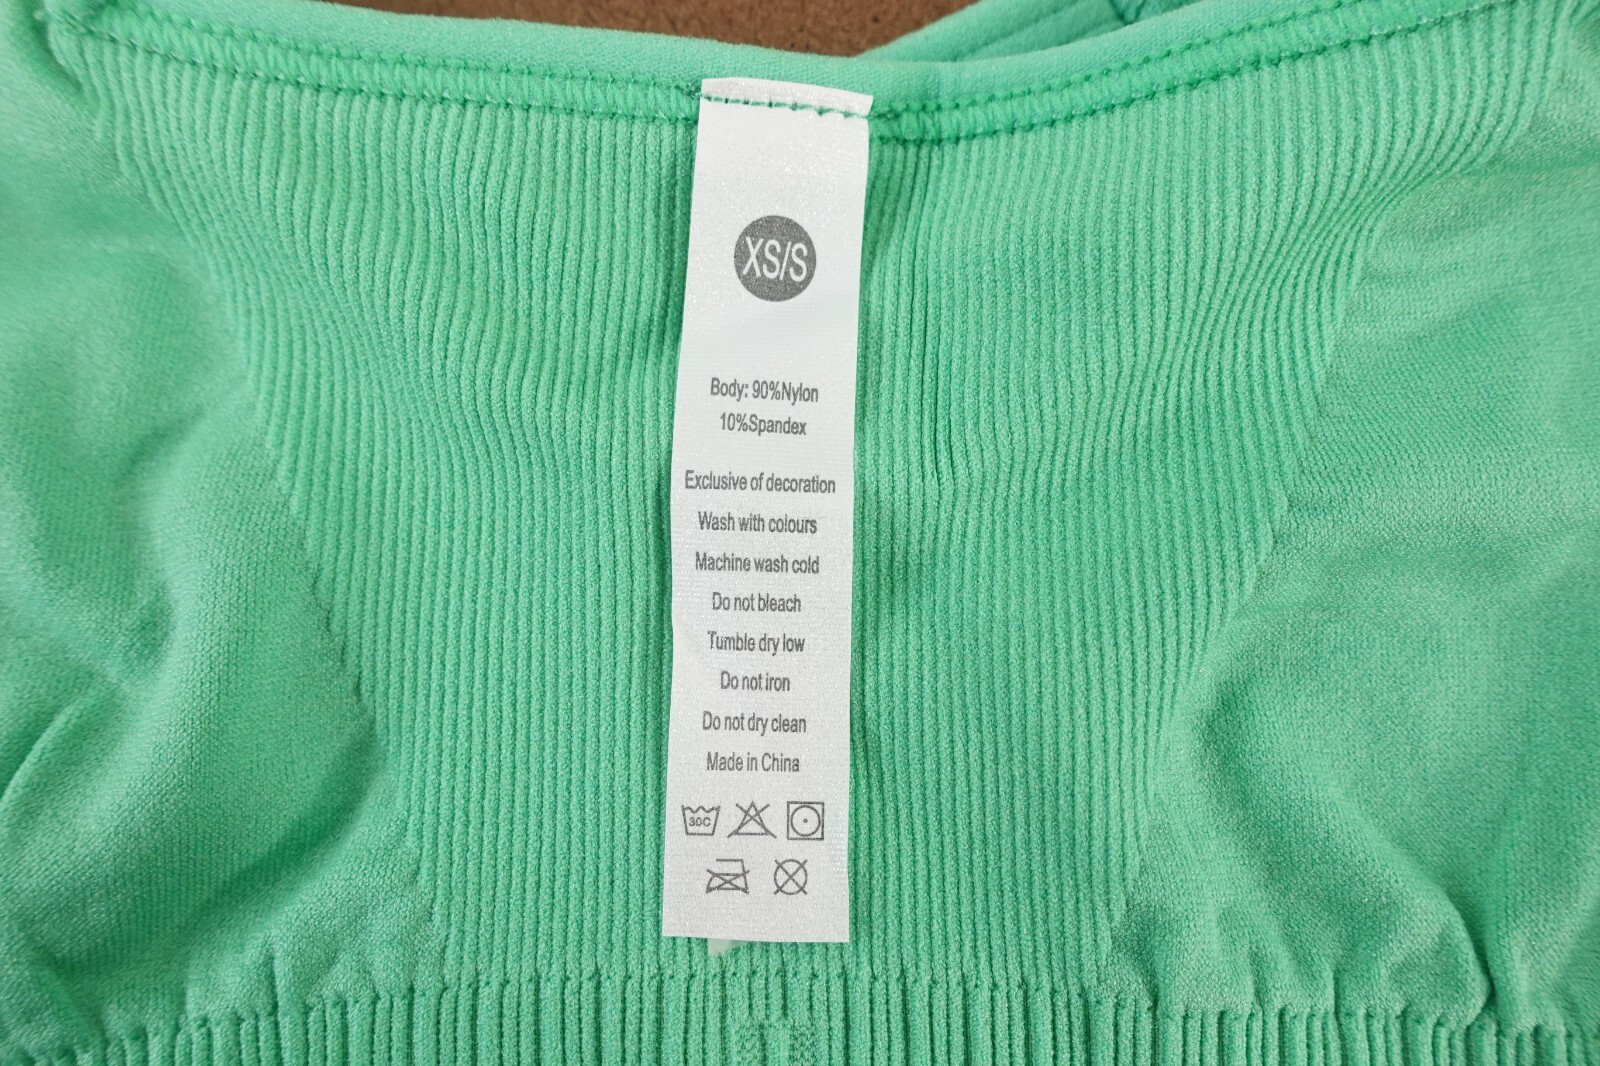 XS/S
Body: 90%Nylon
10%Spandex
Exclusive of decoration
Wash with colours
Machine wash cold
Do not bleach
Tumble dry low
Do not iron
Do not dry clean
Made in China
30C